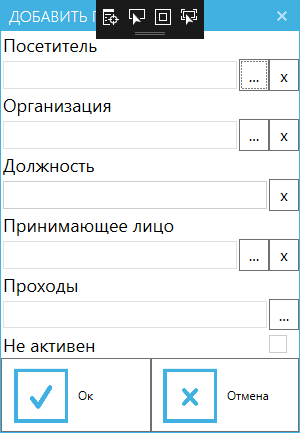 ДОБАВИТЬ
Посетитель
... x
Организация
... x
Должность
x
Принимающее лицо
... x
Проходы
...
Не активен
Ок Отмена